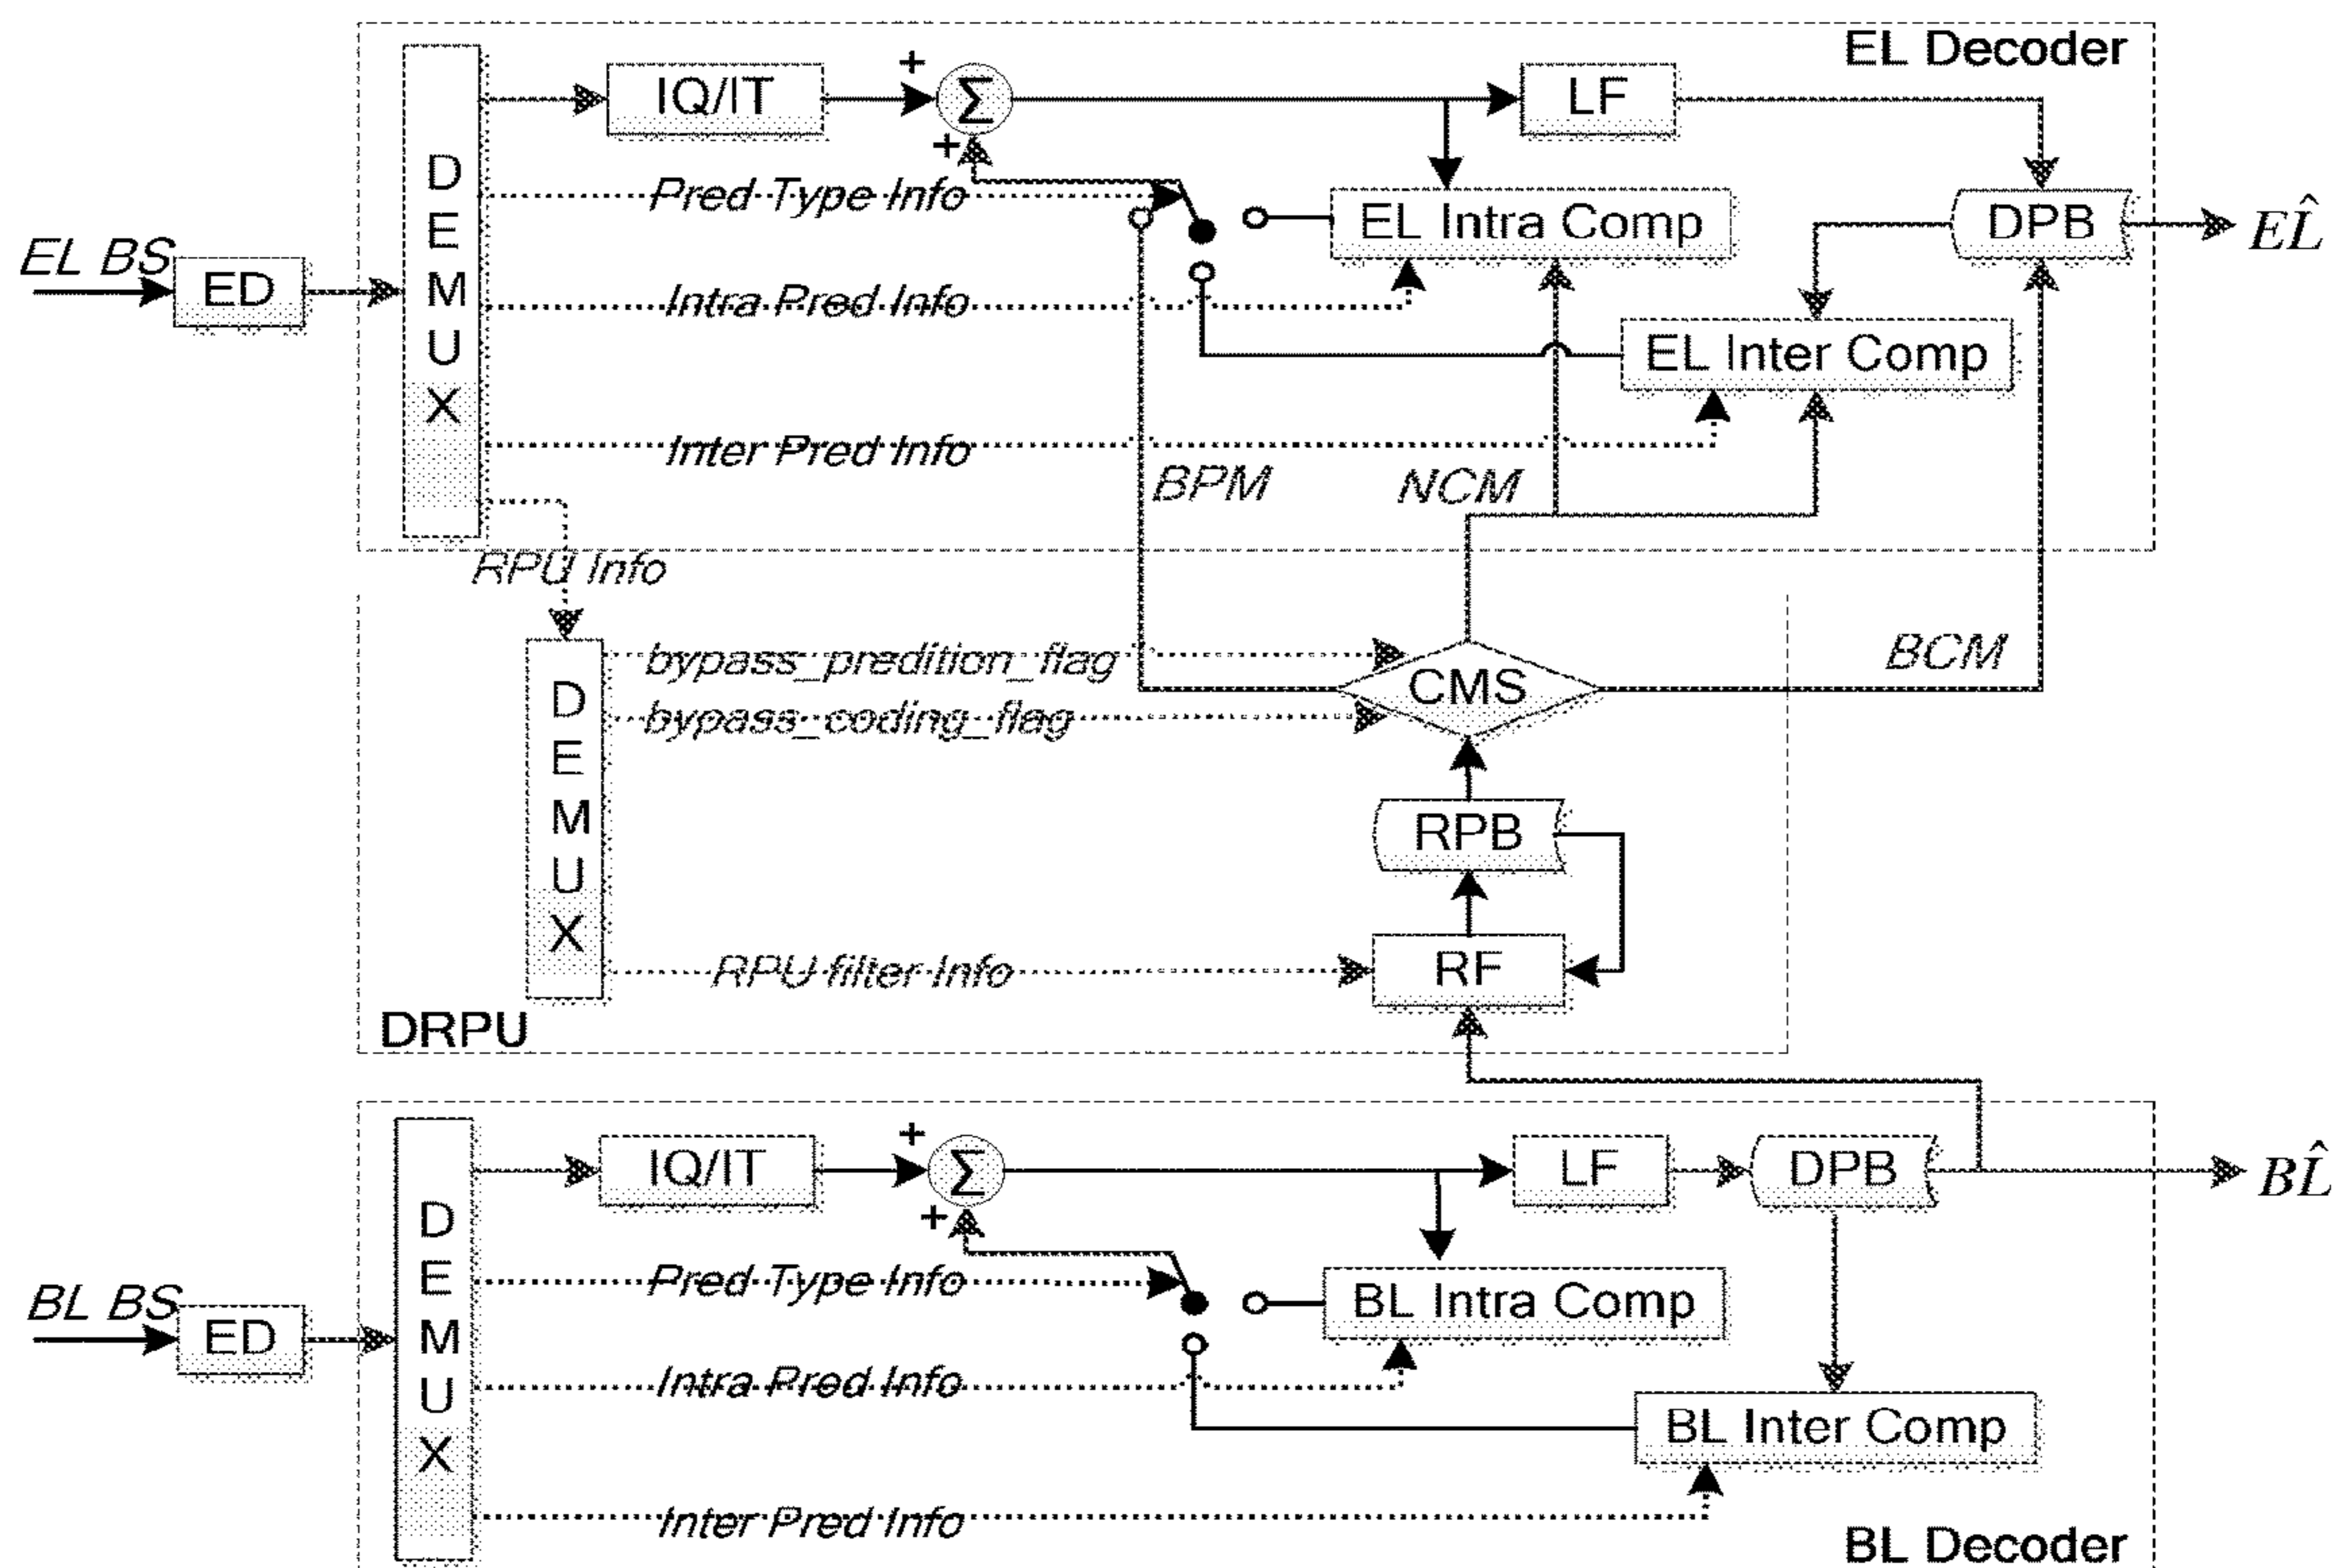 EL Decoder
IQ/IT
+
Σ
+
LF
DEMUX
Pred Type Info
EL Intra Comp
DPB
EL̂
EL BS
ED
Intra Pred Info
EL Inter Comp
Inter Pred Info
BPM
NCM
RPU Info
bypass_predition_flag
CMS
BCM
bypass_coding_flag
DEMUX
RPB
RPU filter Info
RF
DRPU
IQ/IT
+
Σ
+
LF
DPB
BL̂
DEMUX
Pred Type Info
BL Intra Comp
BL BS
ED
Intra Pred Info
BL Inter Comp
Inter Pred Info
BL Decoder